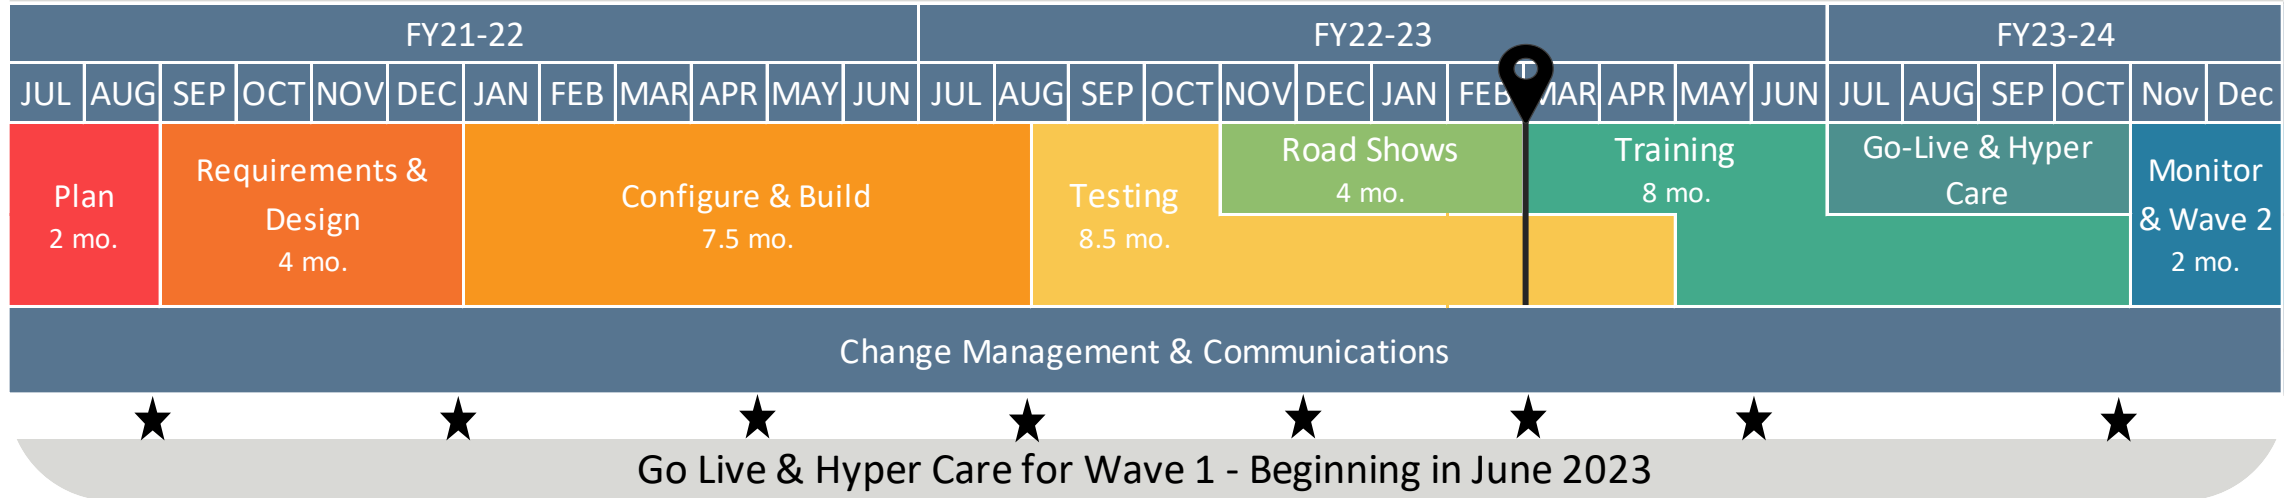 FY21-22 FY22-23 FY23-24
JUL AUG SEP OCT NOV DEC JAN FEB MAR APR MAY JUN JUL AUG SEP OCT NOV DEC JAN FEB MAR APR MAY JUN JUL AUG SEP OCT Nov Dec
Plan
2 mo.
Requirements &
Design
4 mo.
Configure & Build
7.5 mo.
Testing
8.5 mo.
Road Shows
4 mo.
Training
8 mo.
Go-Live & Hyper
Care
Monitor
& Wave 2
2 mo.
Change Management & Communications
Go Live & Hyper Care for Wave 1 - Beginning in June 2023